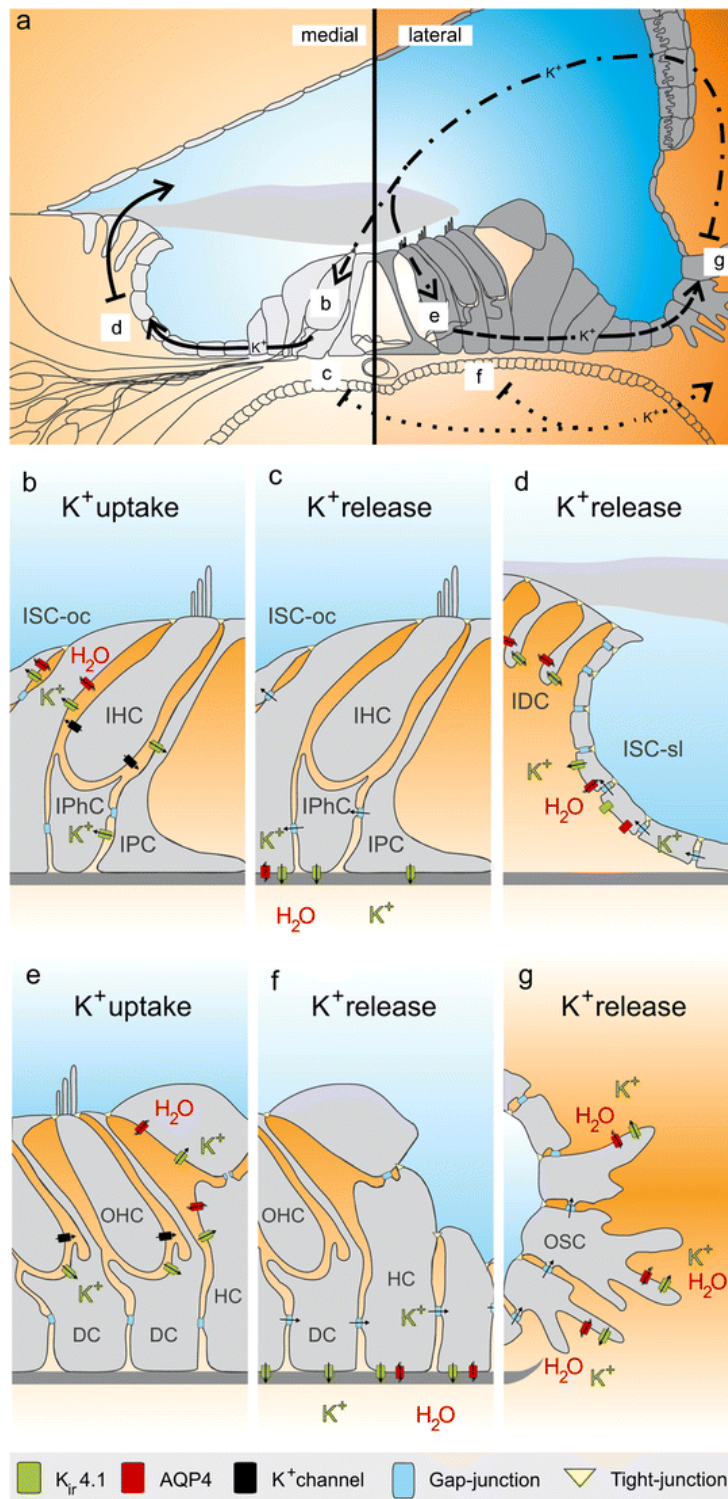 a
medial
lateral
K+
b
e
g
d
K+
K+
c
f
K+
b
K+uptake
ISC-oc
H2O
K+
IHC
IPhC
K+
IPC
c
K+release
ISC-oc
IHC
IPhC
K+
IPC
H2O
K+
d
K+release
IDC
ISC-sl
K+
H2O
K+
e
K+uptake
H2O
K+
OHC
HC
K+
DC
DC
f
K+release
OHC
HC
K+
DC
K+
H2O
g
K+release
K+
H2O
OSC
K+
H2O
H2O
K+
Kir4.1
AQP4
K+channel
Gap-junction
Tight-junction